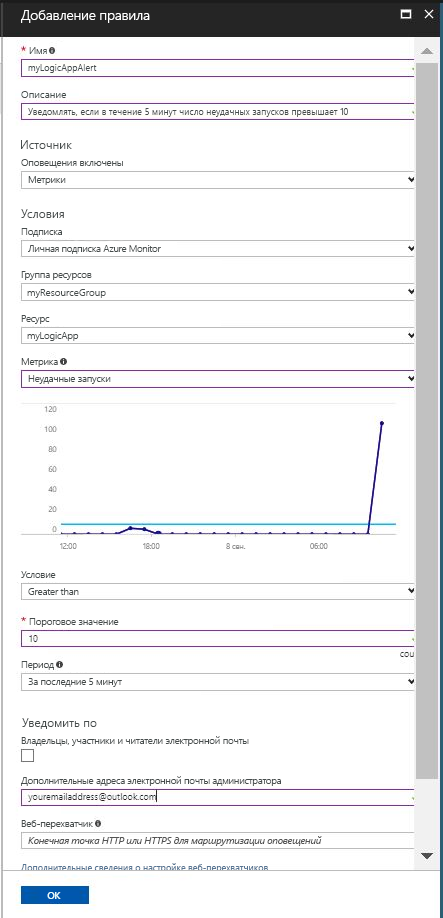 Добавление правила
* Имя
myLogicAppAlert
Описание
Уведомлять, если в течение 5 минут число неудачных запусков превышает 10
Источник
Оповещения включены
Метрики
Условия
Подписка
Личная подписка Azure Monitor
Группа ресурсов
myResourceGroup
Ресурс
myLogicApp
Метрика
Неудачные запуски
120
100
80
60
40
20
0
12:00 18:00 8 сен. 06:00
Условие
Greater than
* Пороговое значение
10
cou
Период
За последние 5 минут
Уведомить по
Владельцы, участники и читатели электронной почты
Дополнительные адреса электронной почты администратора
youremailaddress@outlook.com
Веб-перехватчик
Конечная точка HTTP или HTTPS для маршрутизации оповещений
Дополнительные сведения о настройке веб-перехватчиков
ОК